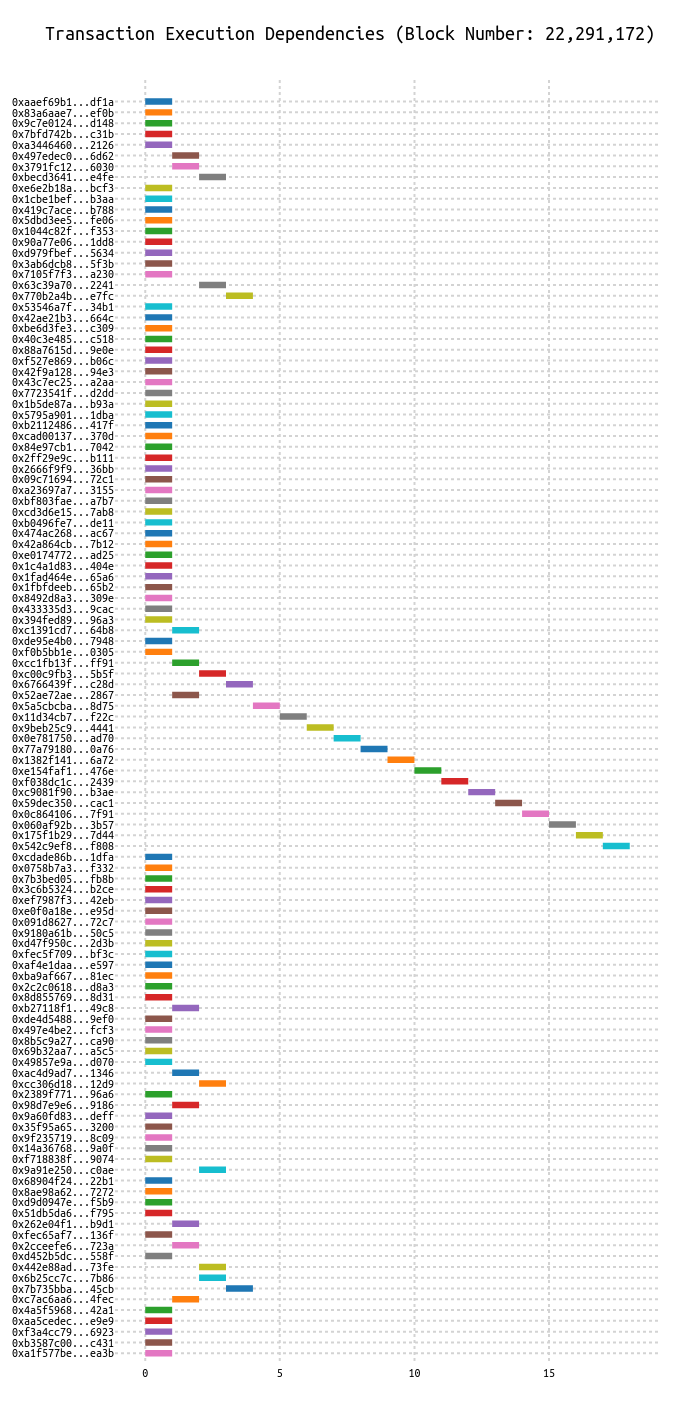 Transaction Execution Dependencies (Block Number: 22,291,172)
0xaaef69b1...df1a
0x83a6aae7...ef0b
0x9c7e0124...d148
0x7bfd742b...c31b
0xa3446460...2126
0x497edec0...6d62
0x3791fc12...6030
0xbecd3641...e4fe
0xe6e2b18a...bcf3
0x1cbe1bef...b3aa
0x419c7ace...b788
0x5dbd3ee5...fe06
0x1044c82f...f353
0x90a77e06...1dd8
0xd979fbef...5634
0x3ab6dcb8...5f3b
0x7105f7f3...a230
0x63c39a70...2241
0x770b2a4b...e7fc
0x53546a7f...34b1
0x42ae21b3...664c
0xbe6d3fe3...c309
0x40c3e485...c518
0x88a7615d...9e0e
0xf527e869...b06c
0x42f9a128...94e3
0x43c7ec25...a2aa
0x7723541f...d2dd
0x1b5de87a...b93a
0x5795a901...1dba
0xb2112486...417f
0xcad00137...370d
0x84e97cb1...7042
0x2ff29e9c...b111
0x2666f9f9...36bb
0x09c71694...72c1
0xa23697a7...3155
0xbf803fae...a7b7
0xcd3d6e15...7ab8
0xb0496fe7...de11
0x474ac268...ac67
0x42a864cb...7b12
0xe0174772...ad25
0x1c4a1d83...404e
0x1fad464e...65a6
0x1fbfdeeb...65b2
0x8492d8a3...309e
0x433335d3...9cac
0x394fed89...96a3
0xc1391cd7...64b8
0xde95e4b0...7948
0xf0b5bb1e...0305
0xcc1fb13f...ff91
0xc00c9fb3...5b5f
0x6766439f...c28d
0x52ae72ae...2867
0x5a5cbcba...8d75
0x11d34cb7...f22c
0x9beb25c9...4441
0x0e781750...ad70
0x77a79180...0a76
0x1382f141...6a72
0xe154faf1...476e
0xf038dc1c...2439
0xc9081f90...b3ae
0x59dec350...cac1
0x0c864106...7f91
0x060af92b...3b57
0x175f1b29...7d44
0x542c9ef8...f808
0xcdade86b...1dfa
0x0758b7a3...f332
0x7b3bed05...fb8b
0x3c6b5324...b2ce
0xef7987f3...42eb
0xe0f0a18e...e95d
0x091d8627...72c7
0x9180a61b...50c5
0xd47f950c...2d3b
0xfec5f709...bf3c
0xaf4e1daa...e597
0xba9af667...81ec
0x2c2c0618...d8a3
0x8d855769...8d31
0xb27118f1...49c8
0xde4d5488...9ef0
0x497e4be2...fcf3
0x8b5c9a27...ca90
0x69b32aa7...a5c5
0x49857e9a...d070
0xac4d9ad7...1346
0xcc306d18...12d9
0x2389f771...96a6
0x98d7e9e6...9186
0x9a60fd83...deff
0x35f95a65...3200
0x9f235719...8c09
0x14a36768...9a0f
0xf718838f...9074
0x9a91e250...c0ae
0x68904f24...22b1
0x8ae98a62...7272
0xd9d0947e...f5b9
0x51db5da6...f795
0x262e04f1...b9d1
0xfec65af7...136f
0x2cceefe6...723a
0xd452b5dc...558f
0x442e88ad...73fe
0x6b25cc7c...7b86
0x7b735bba...45cb
0xc7ac6aa6...4fec
0x4a5f5968...42a1
0xaa5cedec...e9e9
0xf3a4cc79...6923
0xb3587c00...c431
0xa1f577be...ea3b
0 5 10 15